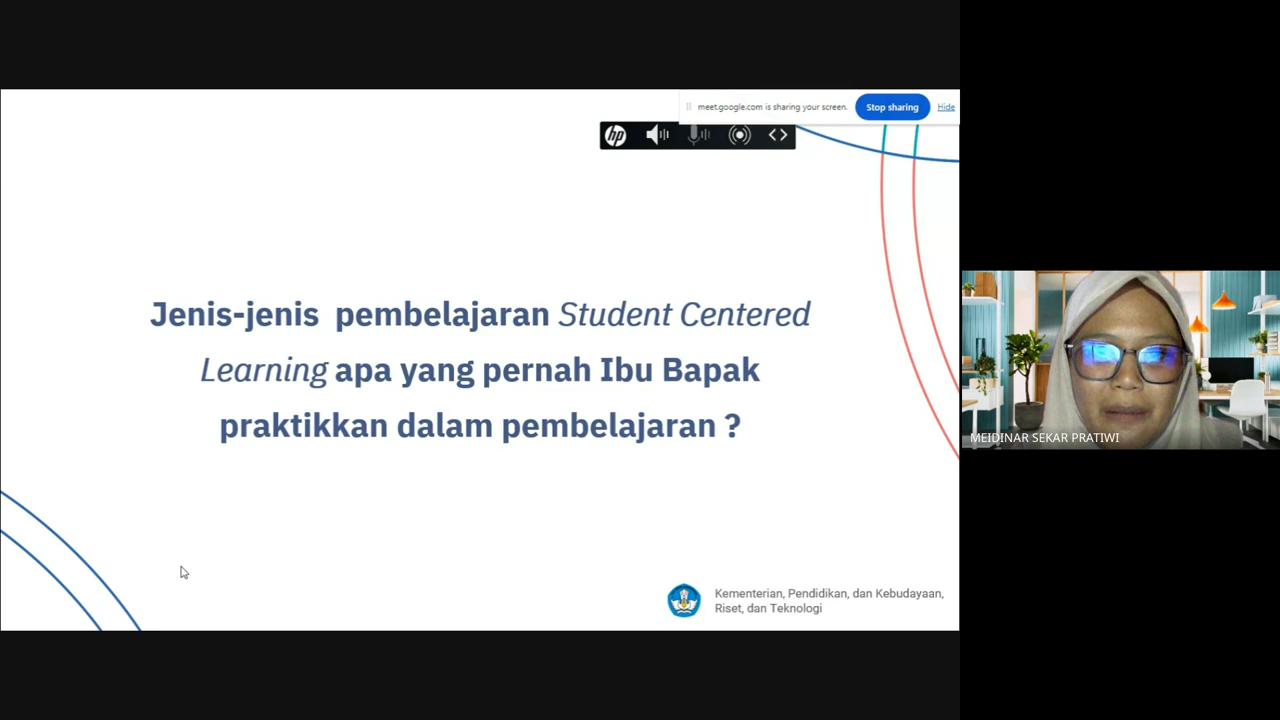 meet.google.com is sharing your screen.
Stop sharing
Hide
hp
Jenis-jenis pembelajaran Student Centered
Learning apa yang pernah Ibu Bapak
praktikkan dalam pembelajaran ?
MEIDINAR SEKAR PRATIWI
Kementerian, Pendidikan, dan Kebudayaan,
Riset, dan Teknologi